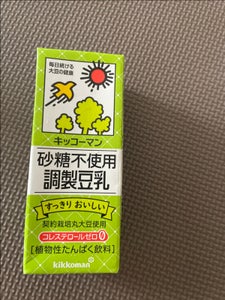 毎日続ける
大豆の健康
キッコーマン
砂糖不使用
調製豆乳
すっきり おいしい
契約栽培丸大豆使用
コレステロールゼロ0
[植物性たんぱく飲料]
kikkoman